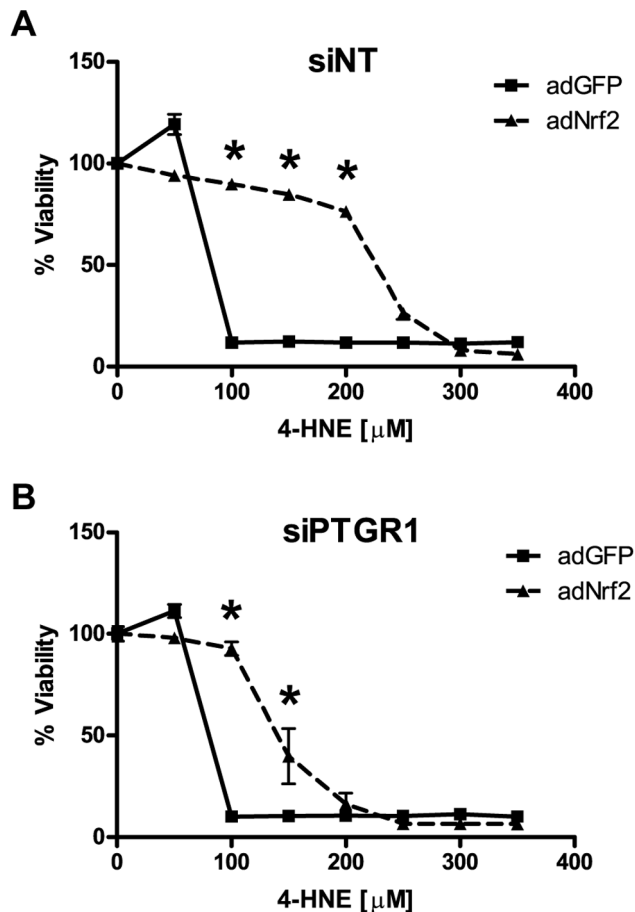 A
siNT
150
adGFP
adNrf2
* * *
100
% Viability
50
0
0 100 200 300 400
4-HNE [μM]
B
siPTGR1
150
adGFP
adNrf2
*
100
*
% Viability
50
0
0 100 200 300 400
4-HNE [μM]